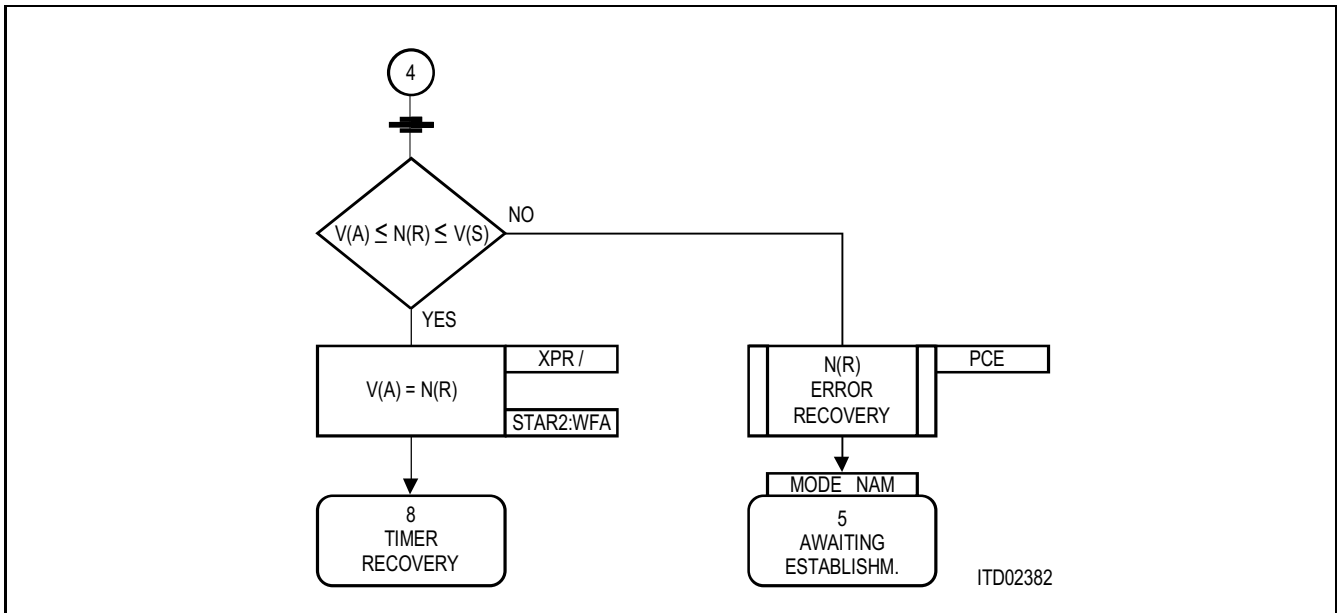 4
V(A) ≤ N(R) ≤ V(S)
NO
YES
V(A) = N(R)
XPR /
STAR2:WFA
N(R)
ERROR
RECOVERY
PCE
8
TIMER
RECOVERY
MODE NAM
5
AWAITING
ESTABLISHM.
ITD02382